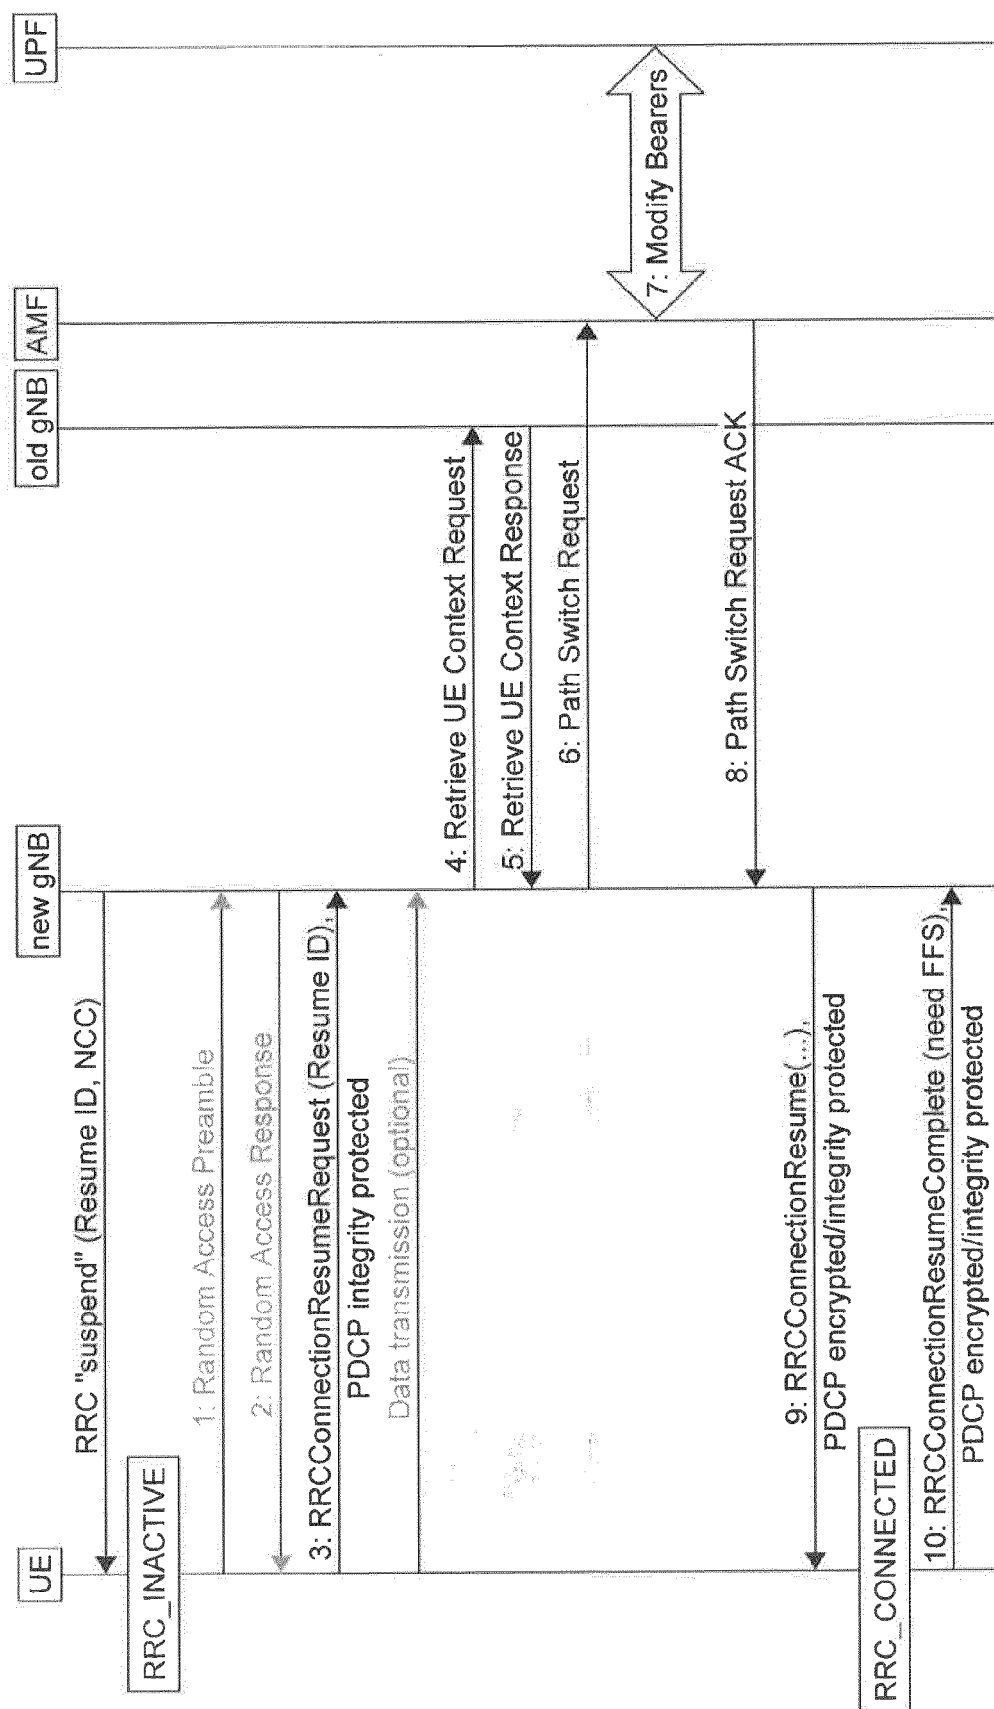 UE
new gNB
old gNB
AMF
UPF
RRC "suspend" (Resume ID, NCC)
RRC_INACTIVE
1: Random Access Preamble
2: Random Access Response
3: RRCConnectionResumeRequest (Resume ID),
PDCP integrity protected
Data transmission (optional)
4: Retrieve UE Context Request
5: Retrieve UE Context Response
6: Path Switch Request
7: Modify Bearers
8: Path Switch Request ACK
9: RRCConnectionResume(...),
PDCP encrypted/integrity protected
RRC_CONNECTED
10: RRCConnectionResumeComplete (need FFS),
PDCP encrypted/integrity protected